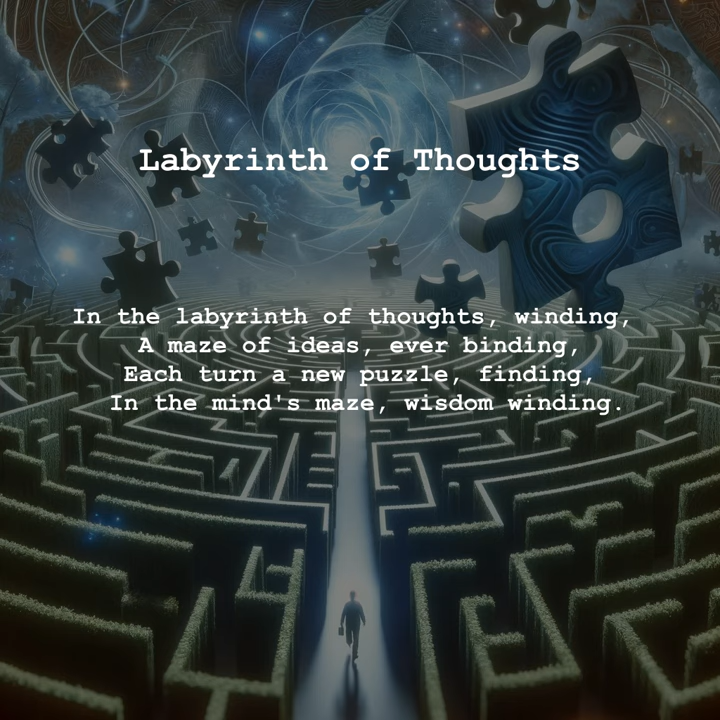 Labyrinth of Thoughts
In the labyrinth of thoughts, winding,
A maze of ideas, ever binding,
Each turn a new puzzle, finding,
In the mind's maze, wisdom winding.